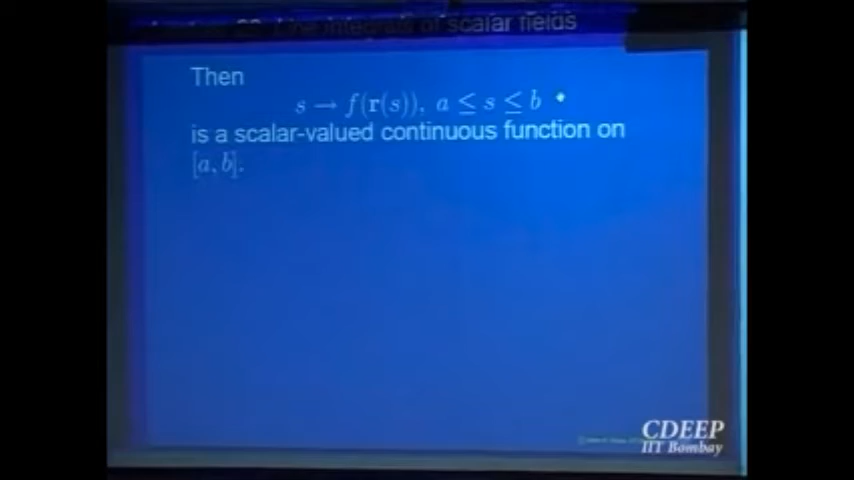 Line integrals of scalar fields
Then
s → f(r(s)), a ≤ s ≤ b
is a scalar-valued continuous function on
[a, b].
CDEEP
IIT Bombay